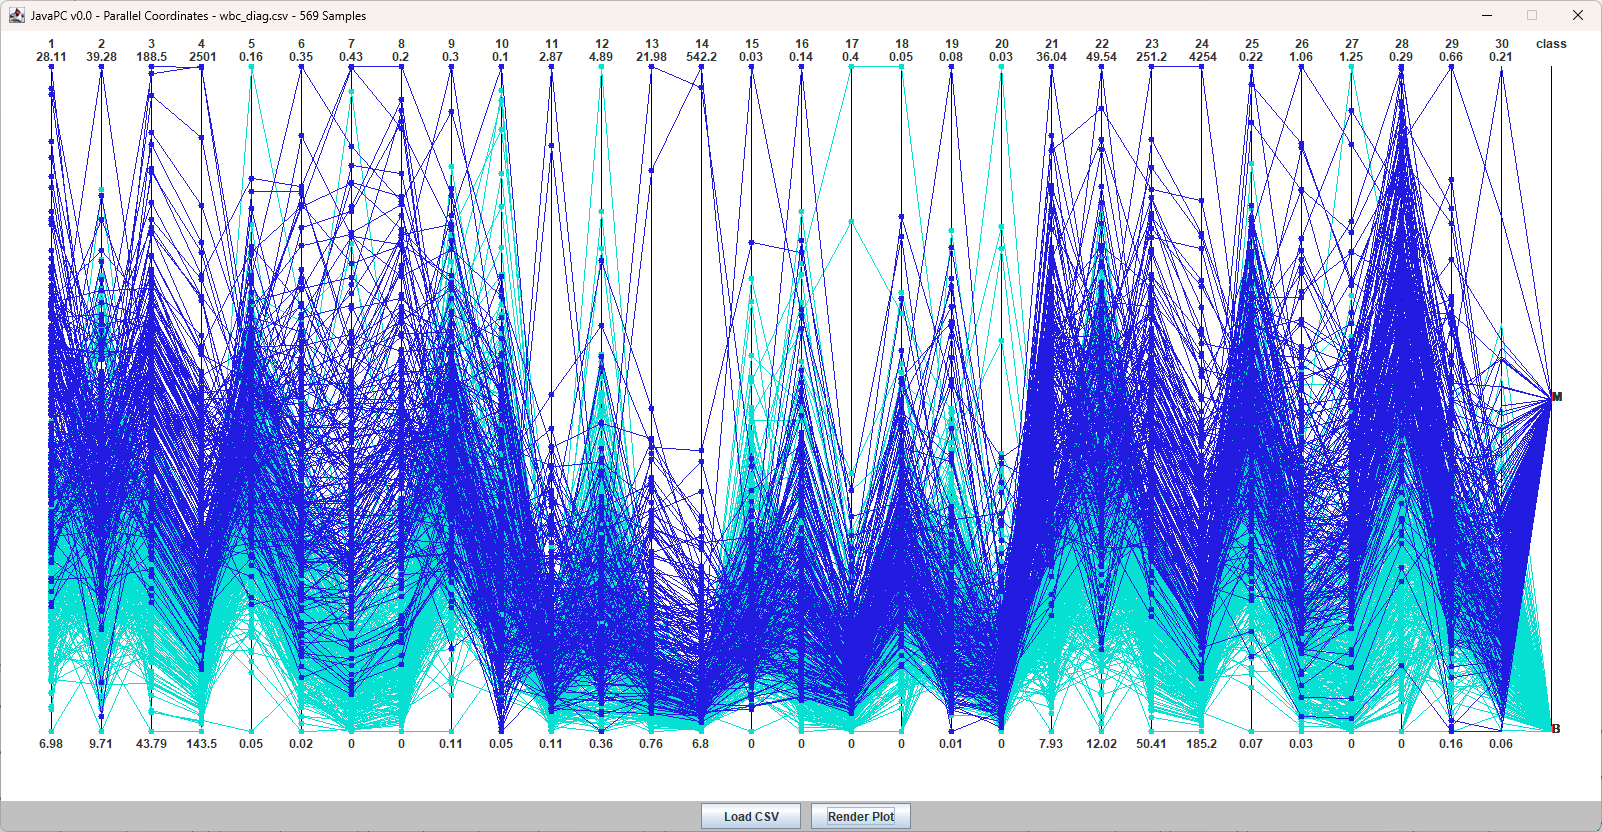 JavaPC v0.0 - Parallel Coordinates - wbc_diag.csv - 569 Samples
1 2 3 4 5 6 7 8 9 10 11 12 13 14 15 16 17 18 19 20 21 22 23 24 25 26 27 28 29 30 class
28.11 39.28 188.5 2501 0.16 0.35 0.43 0.2 0.3 0.1 2.87 4.89 21.98 542.2 0.03 0.14 0.4 0.05 0.08 0.03 36.04 49.54 251.2 4254 0.22 1.06 1.25 0.29 0.66 0.21
M
B
6.98 9.71 43.79 143.5 0.05 0.02 0 0 0.11 0.05 0.11 0.36 0.76 6.8 0 0 0 0 0.01 0 7.93 12.02 50.41 185.2 0.07 0.03 0 0 0.16 0.06
Load CSV Render Plot